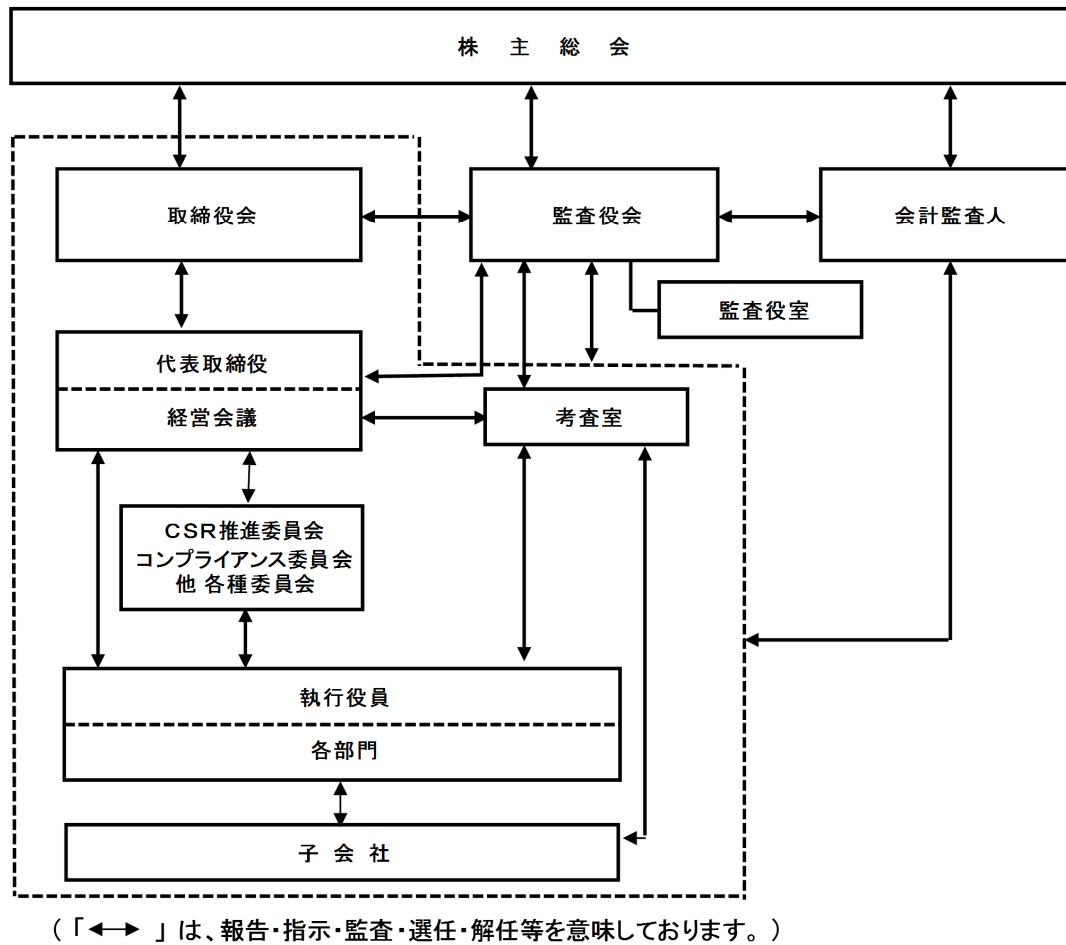 株主総会
取締役会
監査役会
会計監査人
監査役室
代表取締役
経営会議
考査室
CSR推進委員会
コンプライアンス委員会
他 各種委員会
執行役員
各部門
子会社
(「←→ 」は、報告・指示・監査・選任・解任等を意味しております。)